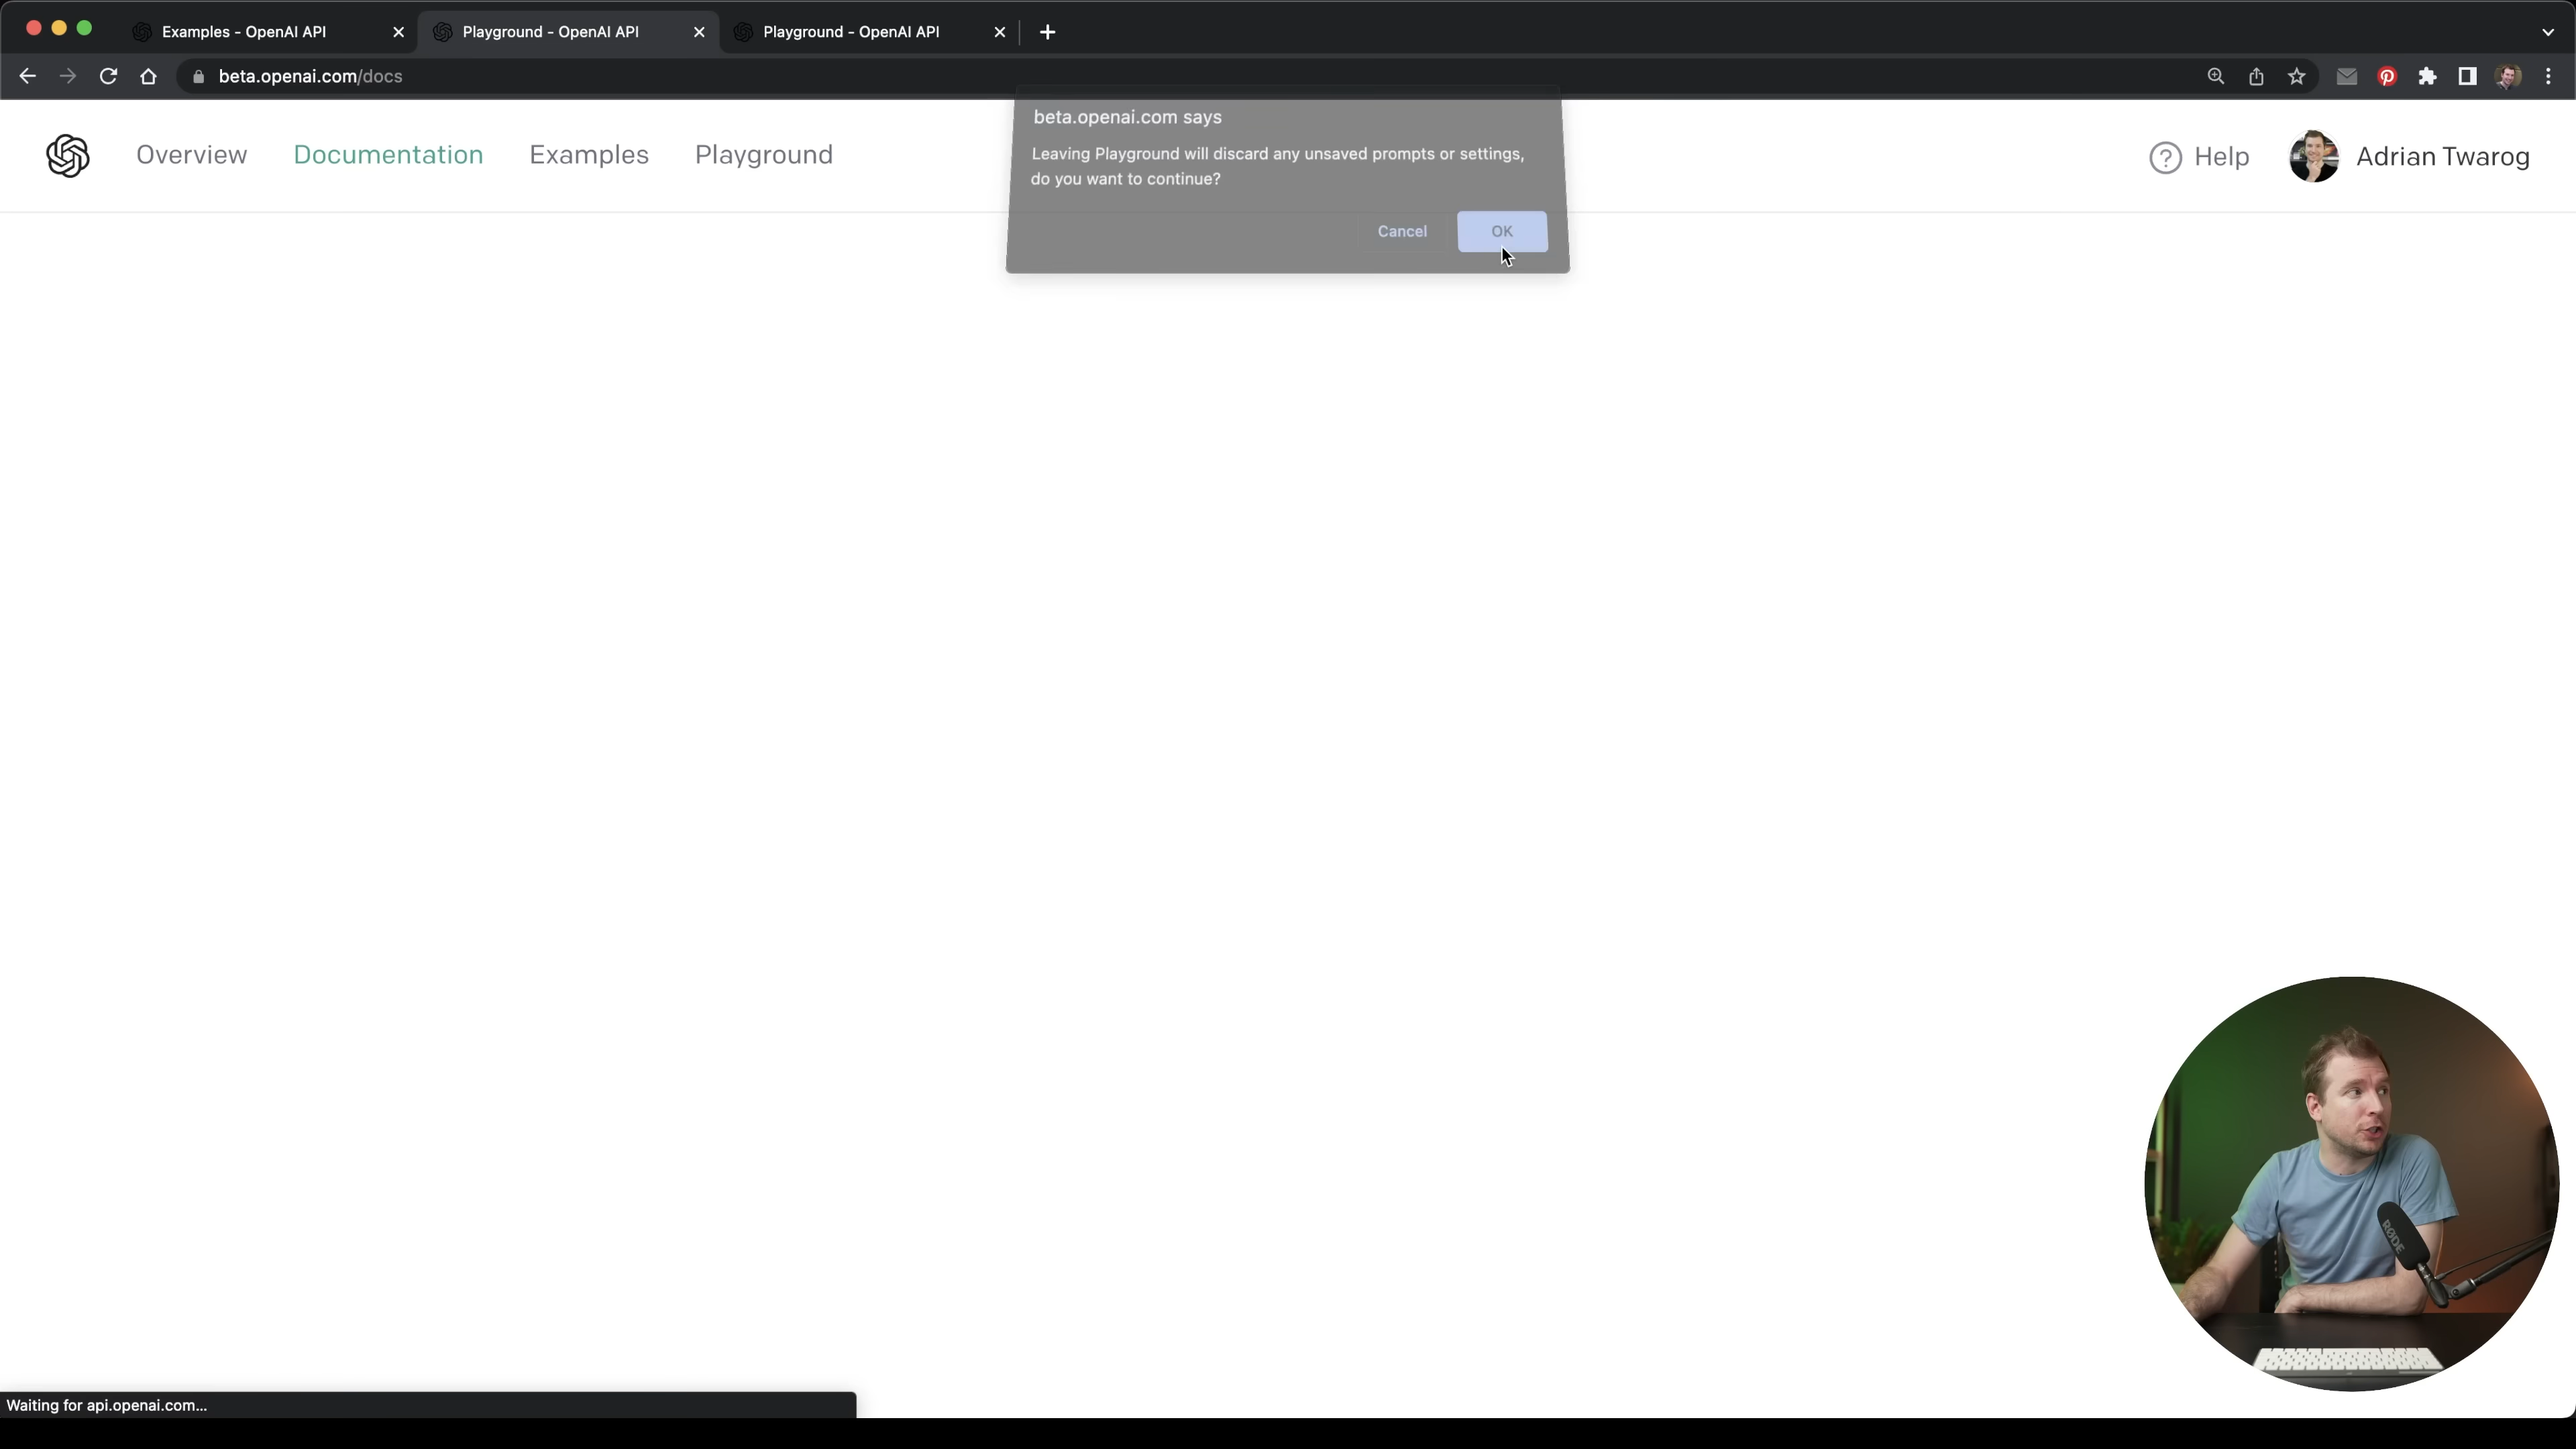 Examples - OpenAI API
Playground - OpenAI API
Playground - OpenAI API
beta.openai.com/docs
Overview
Documentation
Examples
Playground
beta.openai.com says
Leaving Playground will discard any unsaved prompts or settings,
do you want to continue?
Cancel
OK
Help
Adrian Twarog
RØDE
Waiting for api.openai.com...